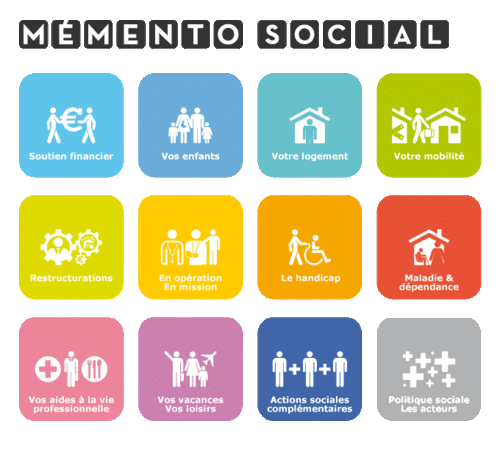 MÉMENTO SOCIAL
Soutien financier
Vos enfants
Votre logement
Votre mobilité
Restructurations
En opération
En mission
Le handicap
Maladie &
dépendance
Vos aides à la vie
professionnelle
Vos vacances
Vos loisirs
Actions sociales
complémentaires
Politique sociale
Les acteurs